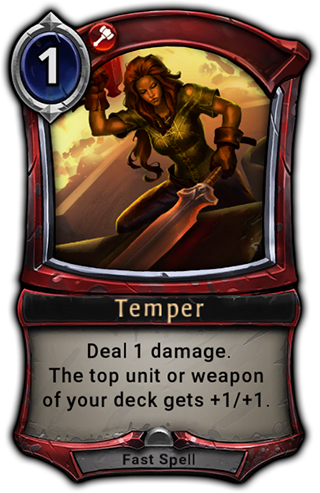 1
Temper
Deal 1 damage.
The top unit or weapon
of your deck gets +1/+1.
Fast Spell